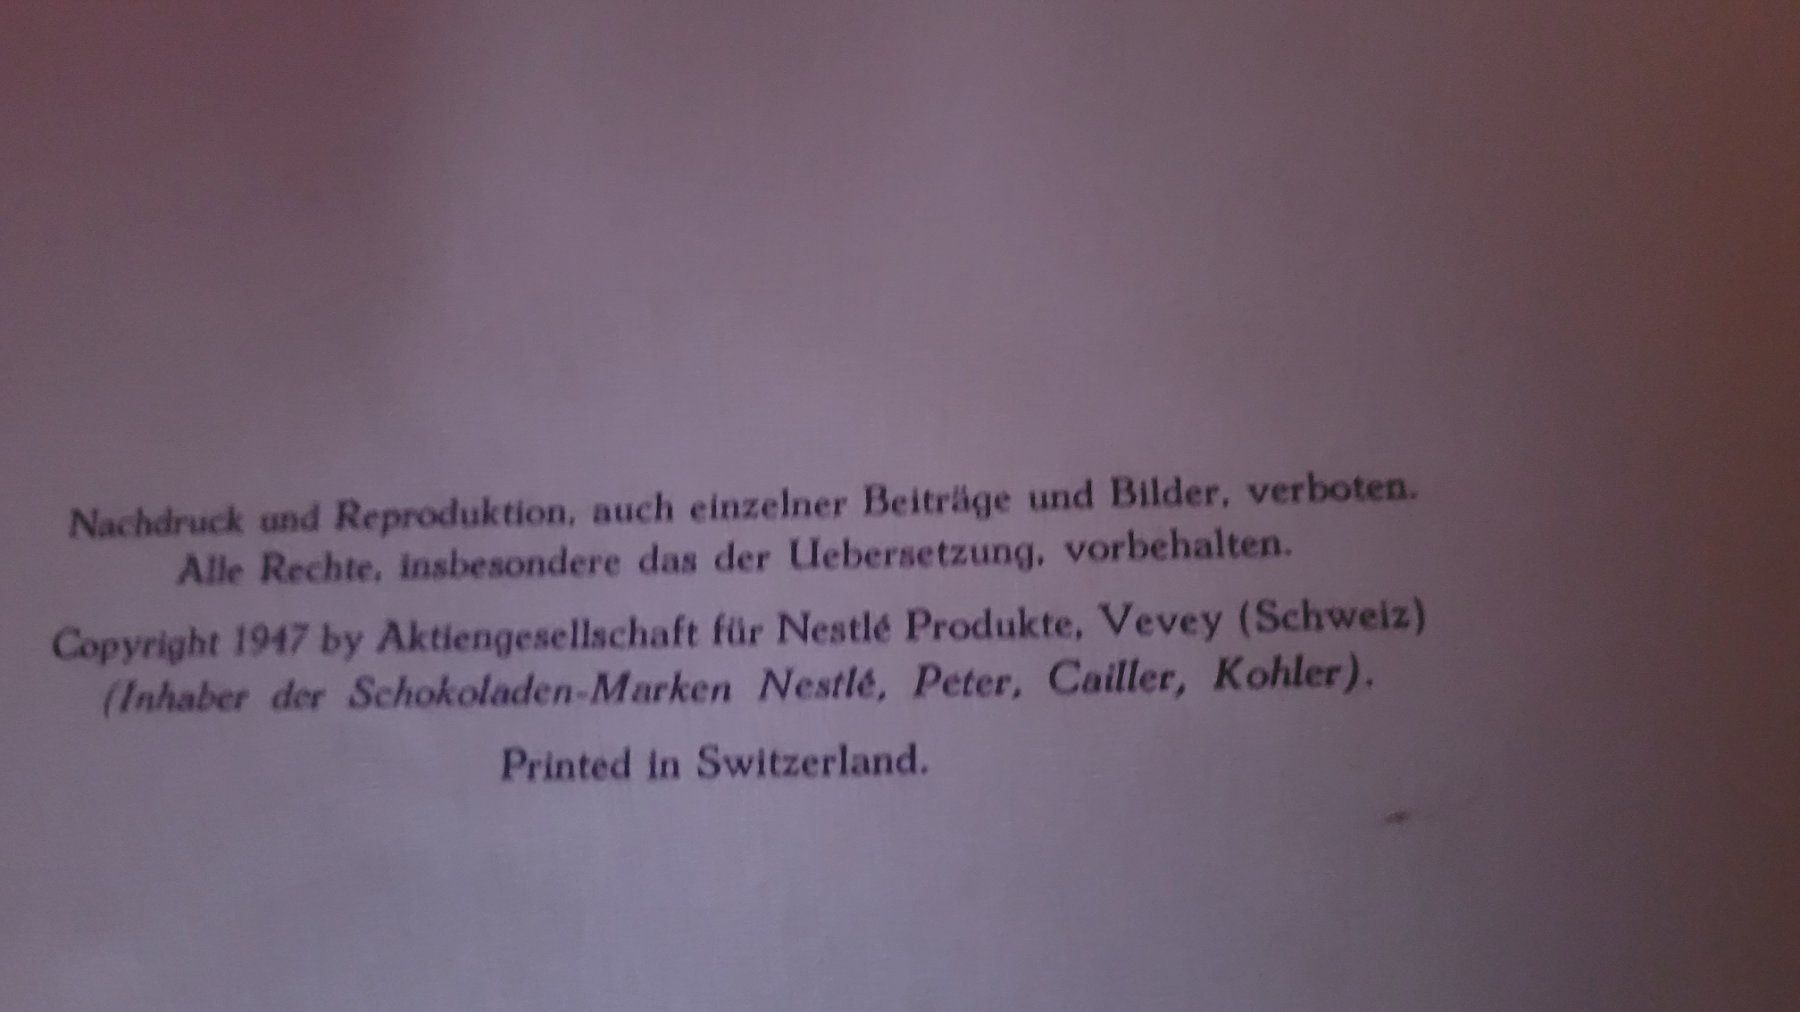 Nachdruck und Reproduktion, auch einzelner Beiträge und Bilder, verboten.
Alle Rechte, insbesondere das der Uebersetzung, vorbehalten.
Copyright 1947 by Aktiengesellschaft für Nestlé Produkte, Vevey (Schweiz)
(Inhaber der Schokoladen-Marken Nestlé, Peter, Cailler, Kohler).
Printed in Switzerland.